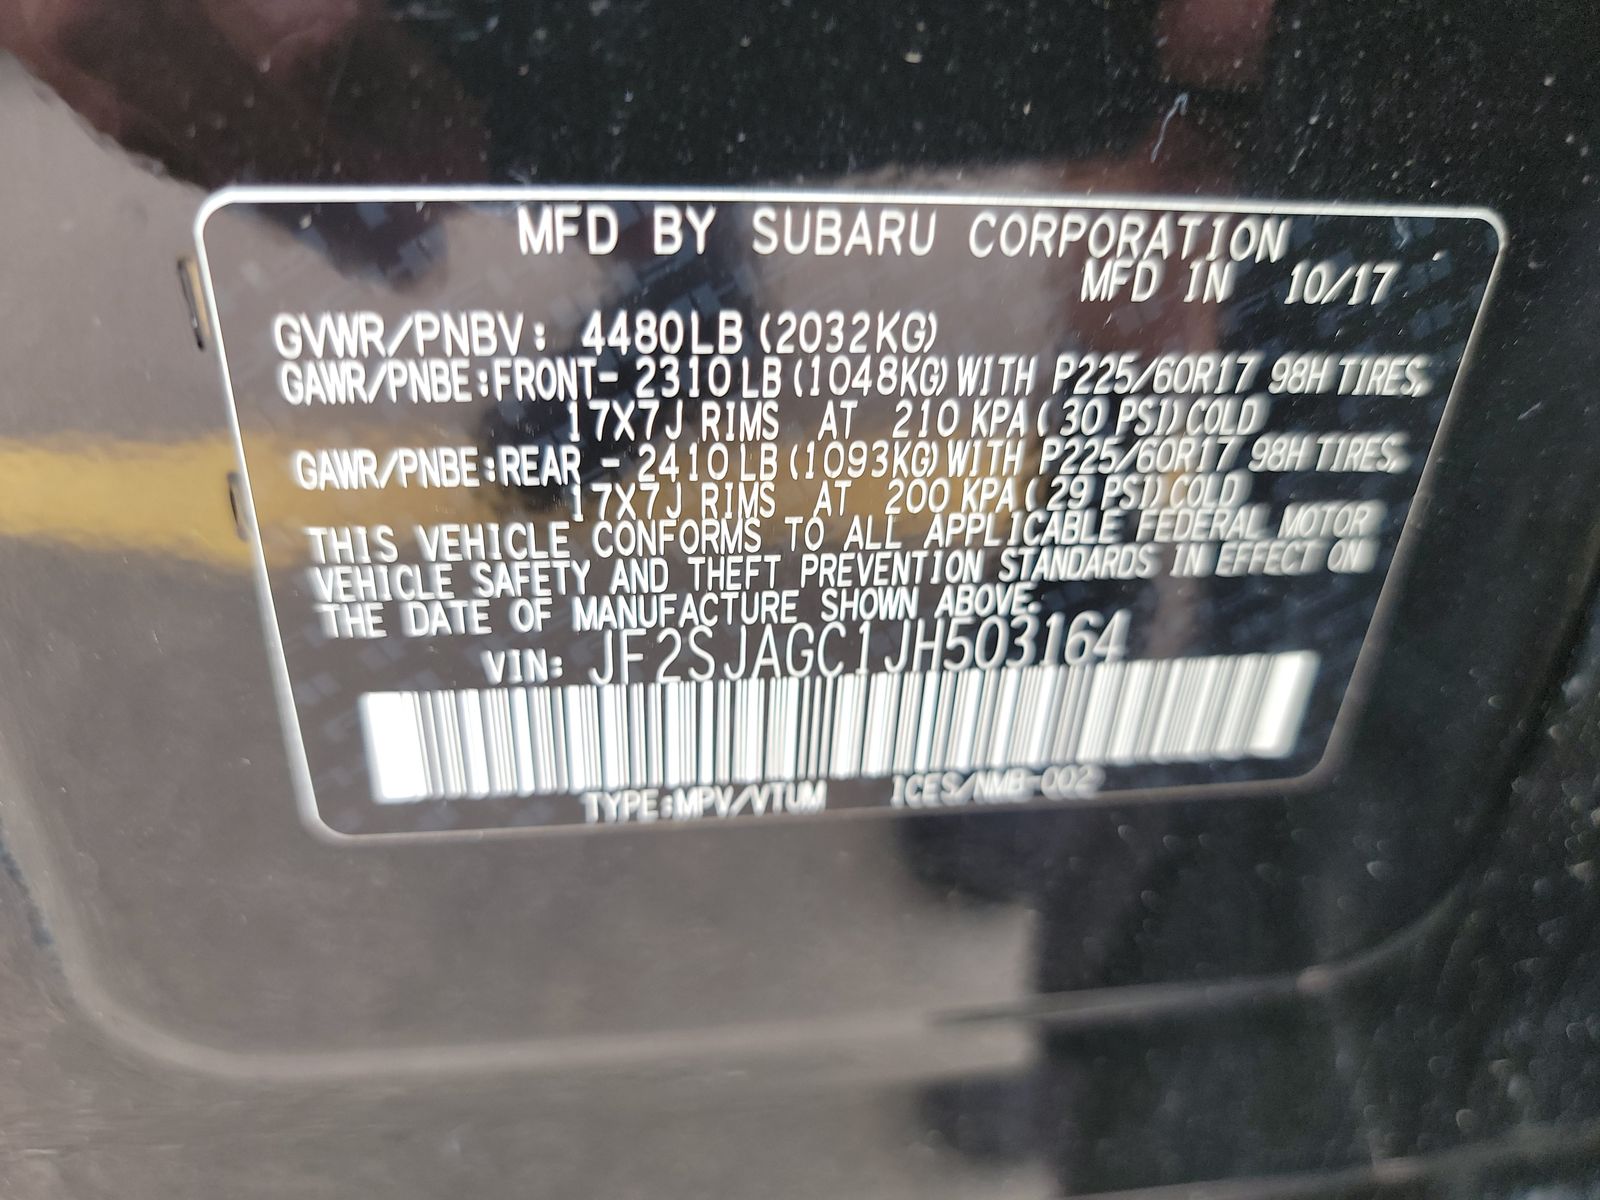 MFD BY SUBARU CORPORATION
MFD IN 10/17
GVWR/PNBV: 4480LB (2032KG)
GAWR/PNBE:FRONT- 2310LB (1048KG) WITH P225/60R17 98H TIRES,
17X7J RIMS AT 210 KPA ( 30 PSI) COLD
GAWR/PNBE:REAR - 2410LB (1093KG) WITH P225/60R17 98H TIRES,
17X7J RIMS AT 200 KPA ( 29 PSI) COLD
THIS VEHICLE CONFORMS TO ALL APPLICABLE FEDERAL MOTOR
VEHICLE SAFETY AND THEFT PREVENTION STANDARDS IN EFFECT ON
THE DATE OF MANUFACTURE SHOWN ABOVE.
VIN: JF2SJAGC1JH503164
TYPE:MPV/VTUM ICES/NMB-002